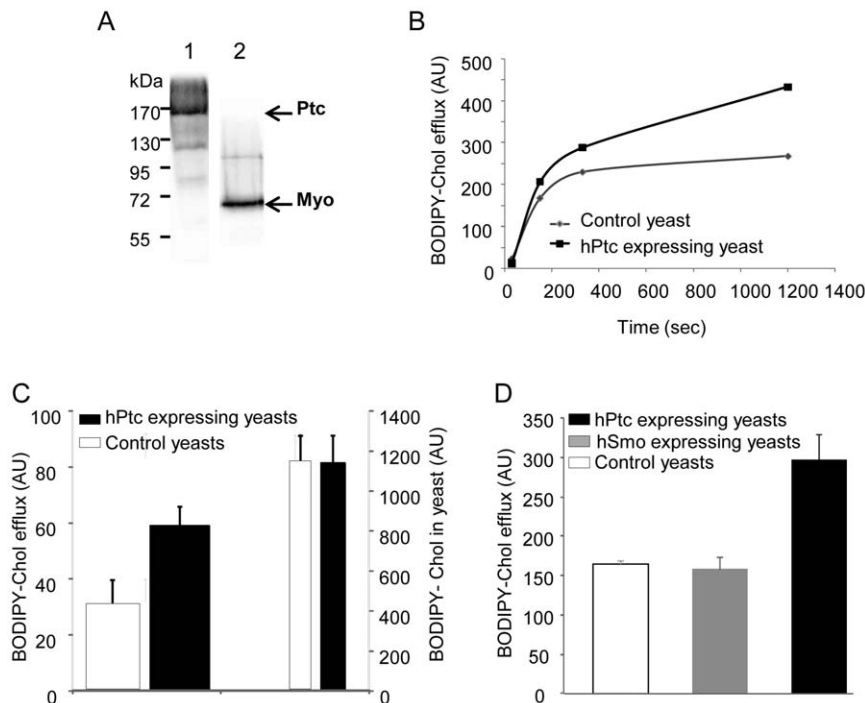 A
1 2
kDa
170
130
95
72
55
Ptc
Myo
B
BODIPY-Chol efflux (AU)
500
400
300
200
100
0
Control yeast
hPtc expressing yeast
0 200 400 600 800 1000 1200 1400
Time (sec)
C
hPtc expressing yeasts
Control yeasts
BODIPY-Chol efflux (AU)
100
80
60
40
20
0
1400
1200
1000
800
600
400
200
0
BODIPY- Chol in yeast (AU)
D
hPtc expressing yeasts
hSmo expressing yeasts
Control yeasts
BODIPY-Chol efflux (AU)
350
300
250
200
150
100
50
0